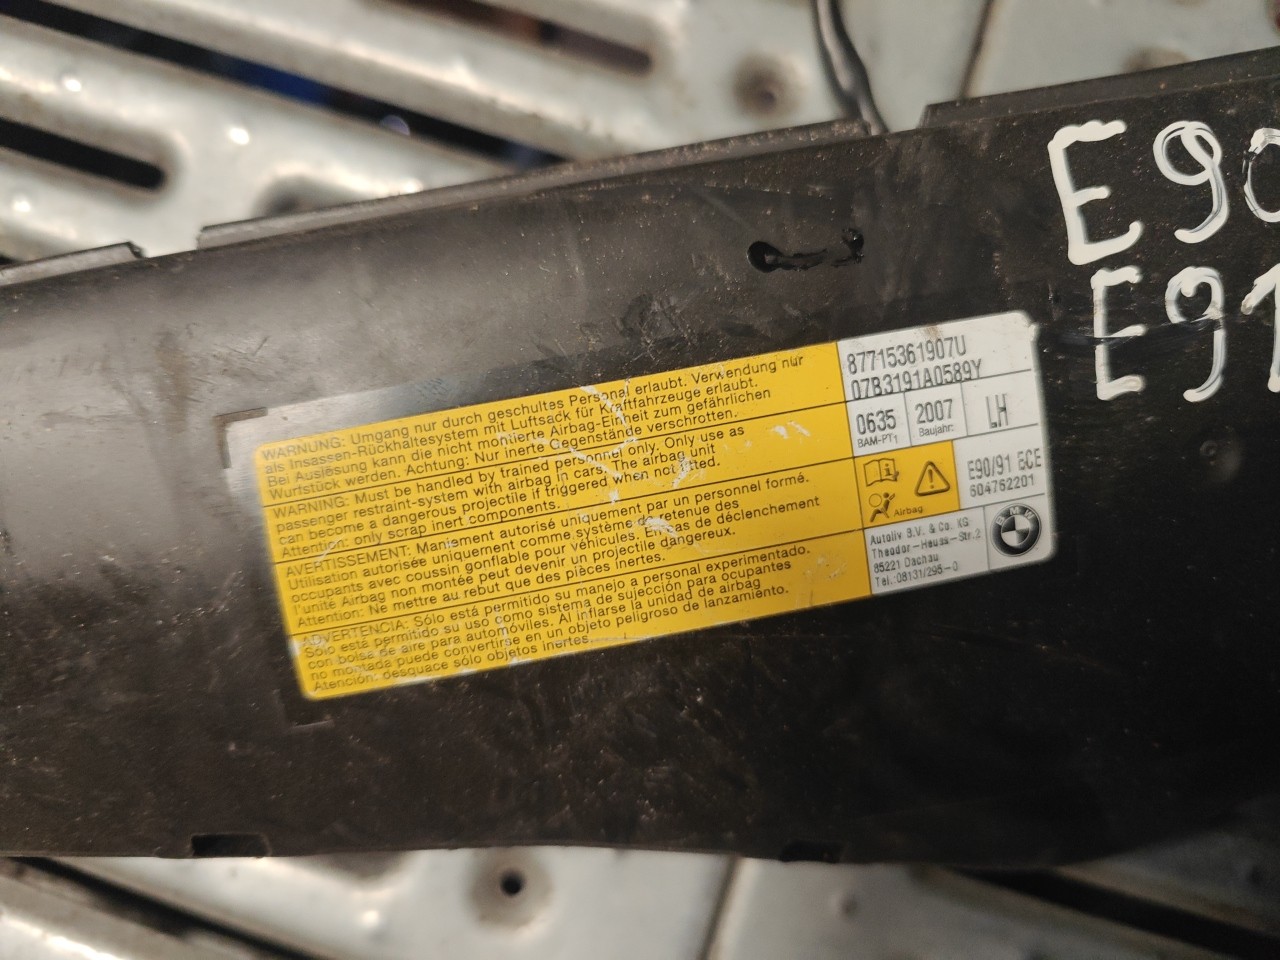 E90
E91
WARNUNG: Umgang nur durch geschultes Personal erlaubt. Verwendung nur
als Insassen-Rückhaltesystem mit Luftsack für Kraftfahrzeuge erlaubt.
Bei Auslösung kann die nicht montierte Airbag-Einheit zum gefährlichen
Wurfstück werden. Achtung: Nur inerte Gegenstände verschrotten.
WARNING: Must be handled by trained personnel only. Only use as
passenger restraint-system with airbag in cars. The airbag unit
can become a dangerous projectile if triggered when not fitted.
Attention: only scrap inert components.
AVERTISSEMENT: Maniement autorisé uniquement par un personnel formé.
Utilisation autorisée uniquement comme système de retenue des
occupants avec coussin gonflable pour véhicules. En cas de déclenchement
l'unité Airbag non montée peut devenir un projectile dangereux.
Attention: Ne mettre au rebut que des pièces inertes.
ADVERTENCIA: Sólo está permitido su manejo a personal experimentado.
Sólo está permitido su uso como sistema de sujección para ocupantes
con bolsa de aire para automóviles. Al inflarse la unidad de airbag
no montada puede convertirse en un objeto peligroso de lanzamiento.
Atención: desguace sólo objetos inertes.
87715361907U
07B3191A0589Y
0635
BAM-PT1
2007
Baujahr:
LH
Airbag
E90/91 ECE
604762201
Autoliv B.V. & Co. KG
Theodor-Heuss-Str.2
85221 Dachau
Tel.:08131/295-0
BMW